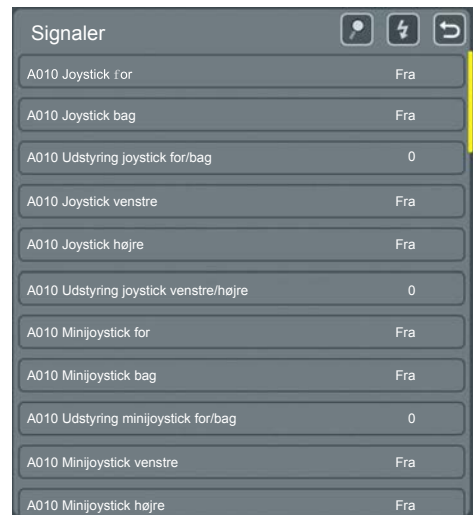 Signaler
A010 Joystick for Fra
A010 Joystick bag Fra
A010 Udstyring joystick for/bag 0
A010 Joystick venstre Fra
A010 Joystick højre Fra
A010 Udstyring joystick venstre/højre 0
A010 Minijoystick for Fra
A010 Minijoystick bag Fra
A010 Udstyring minijoystick for/bag 0
A010 Minijoystick venstre Fra
A010 Minijoystick højre Fra